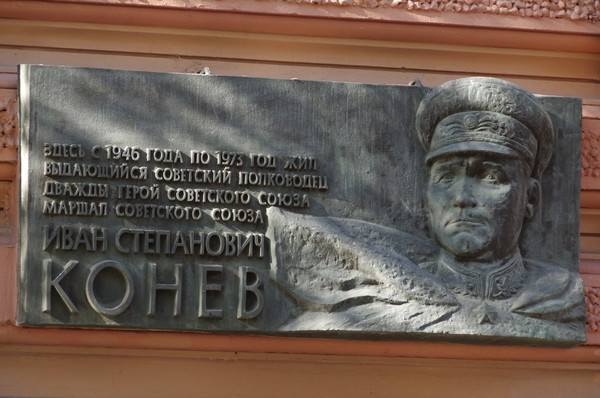 ЗДЕСЬ С 1946 ГОДА ПО 1973 ГОД ЖИЛ
ВЫДАЮЩИЙСЯ СОВЕТСКИЙ ПОЛКОВОДЕЦ
ДВАЖДЫ ГЕРОЙ СОВЕТСКОГО СОЮЗА
МАРШАЛ СОВЕТСКОГО СОЮЗА
ИВАН СТЕПАНОВИЧ
КОНЕВ